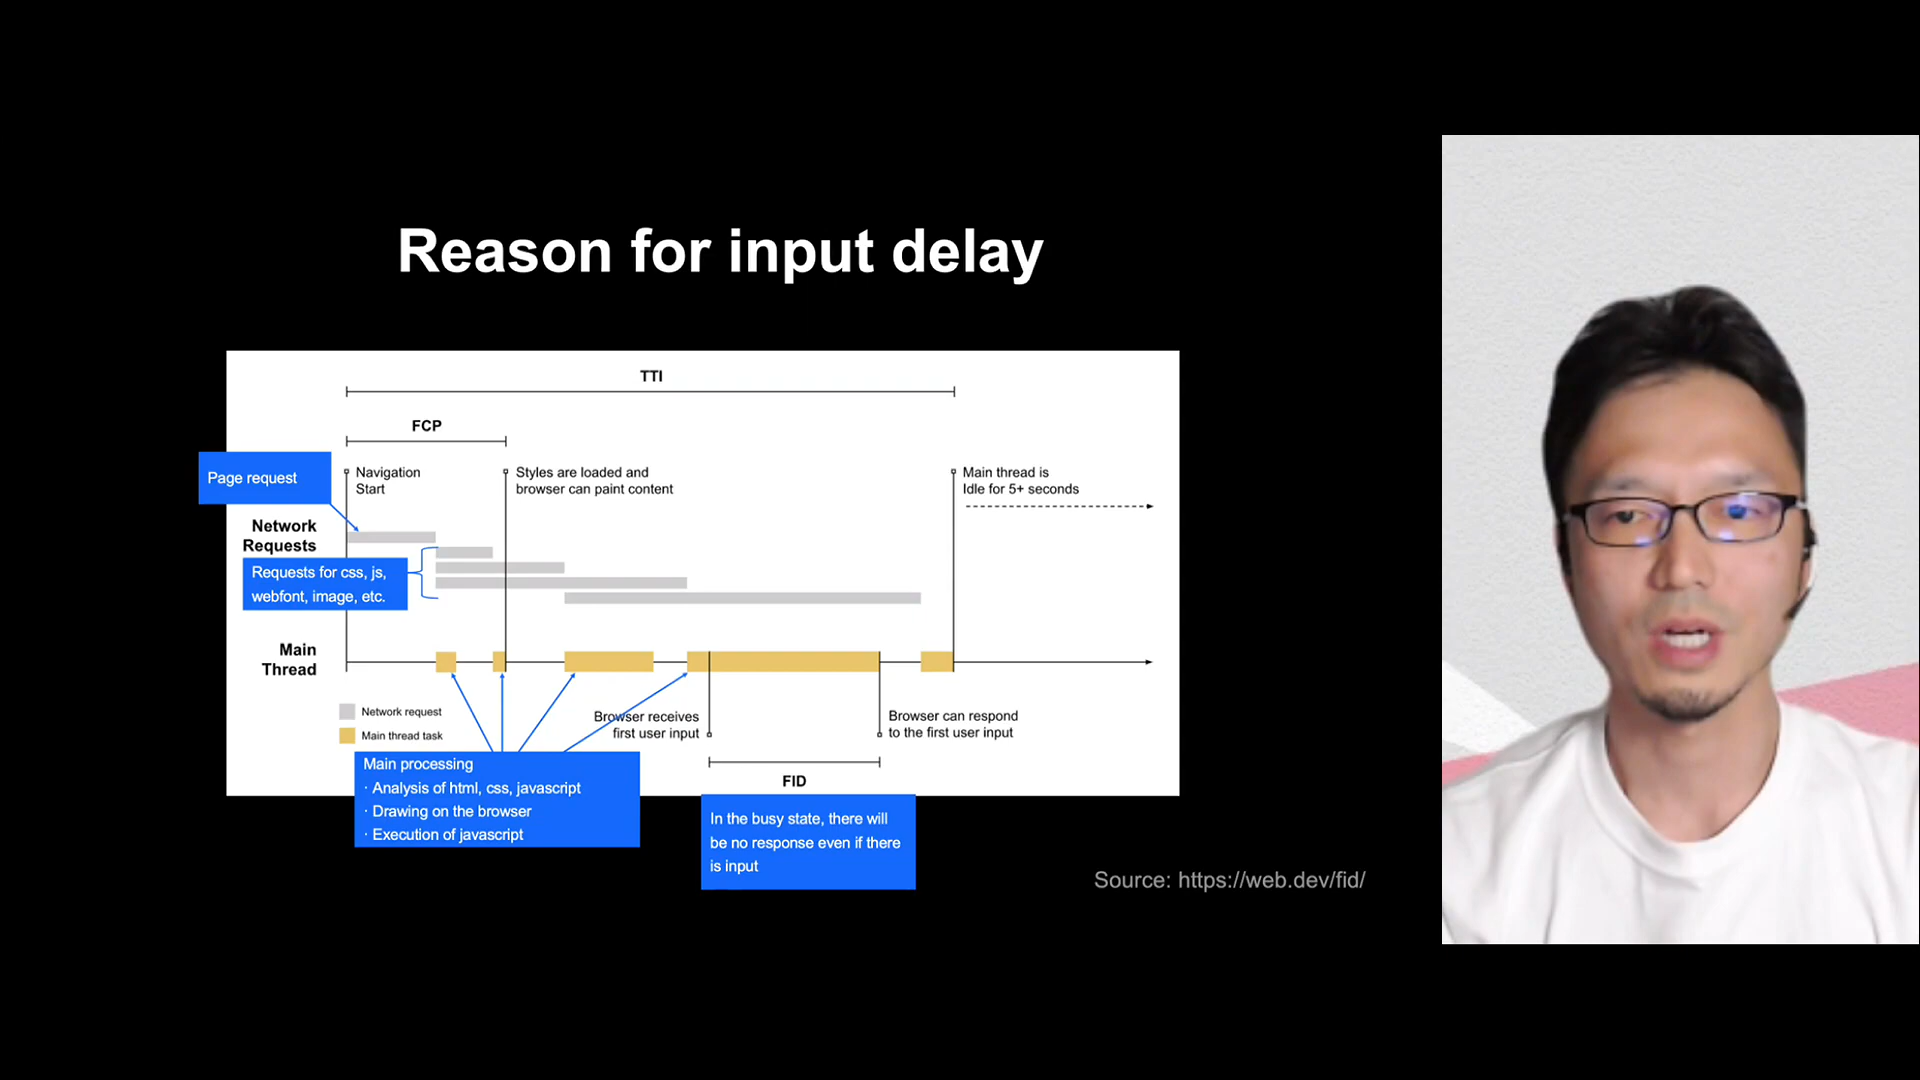 Reason for input delay
TTI
FCP
Page request
Navigation
Start
Styles are loaded and
browser can paint content
Main thread is
Idle for 5+ seconds
Network
Requests
Requests for css, js,
webfont, image, etc.
Main
Thread
Network request
Main thread task
Browser receives
first user input
Browser can respond
to the first user input
FID
Main processing
· Analysis of html, css, javascript
· Drawing on the browser
· Execution of javascript
In the busy state, there will
be no response even if there
is input
Source: https://web.dev/fid/